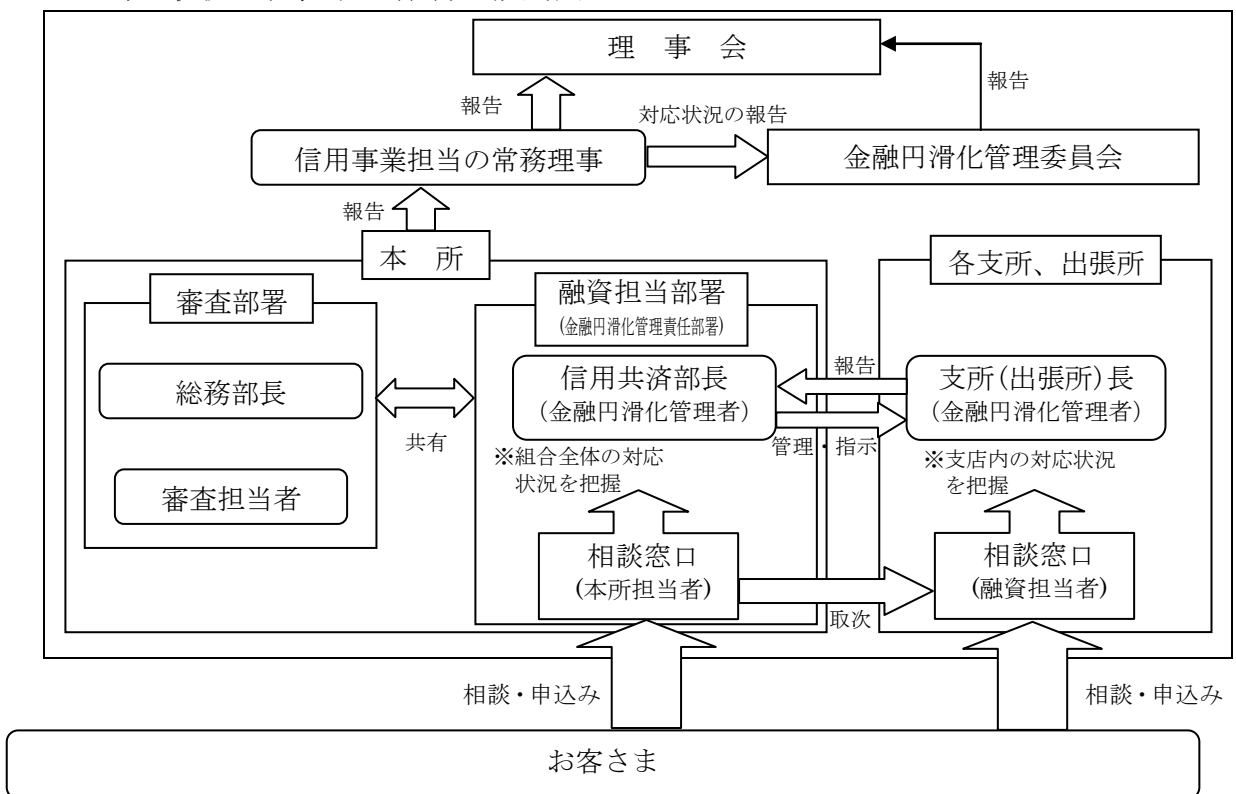 理 事 会
報告
報告
対応状況の報告
信用事業担当の常務理事
金融円滑化管理委員会
報告
本 所
各支所、出張所
審査部署
融資担当部署
(金融円滑化管理責任部署)
総務部長
信用共済部長
(金融円滑化管理者)
報告
支所(出張所)長
(金融円滑化管理者)
共有
管理・指示
※組合全体の対応
状況を把握
※支店内の対応状況
を把握
審査担当者
相談窓口
(本所担当者)
相談窓口
(融資担当者)
取次
相談・申込み
相談・申込み
お客さま